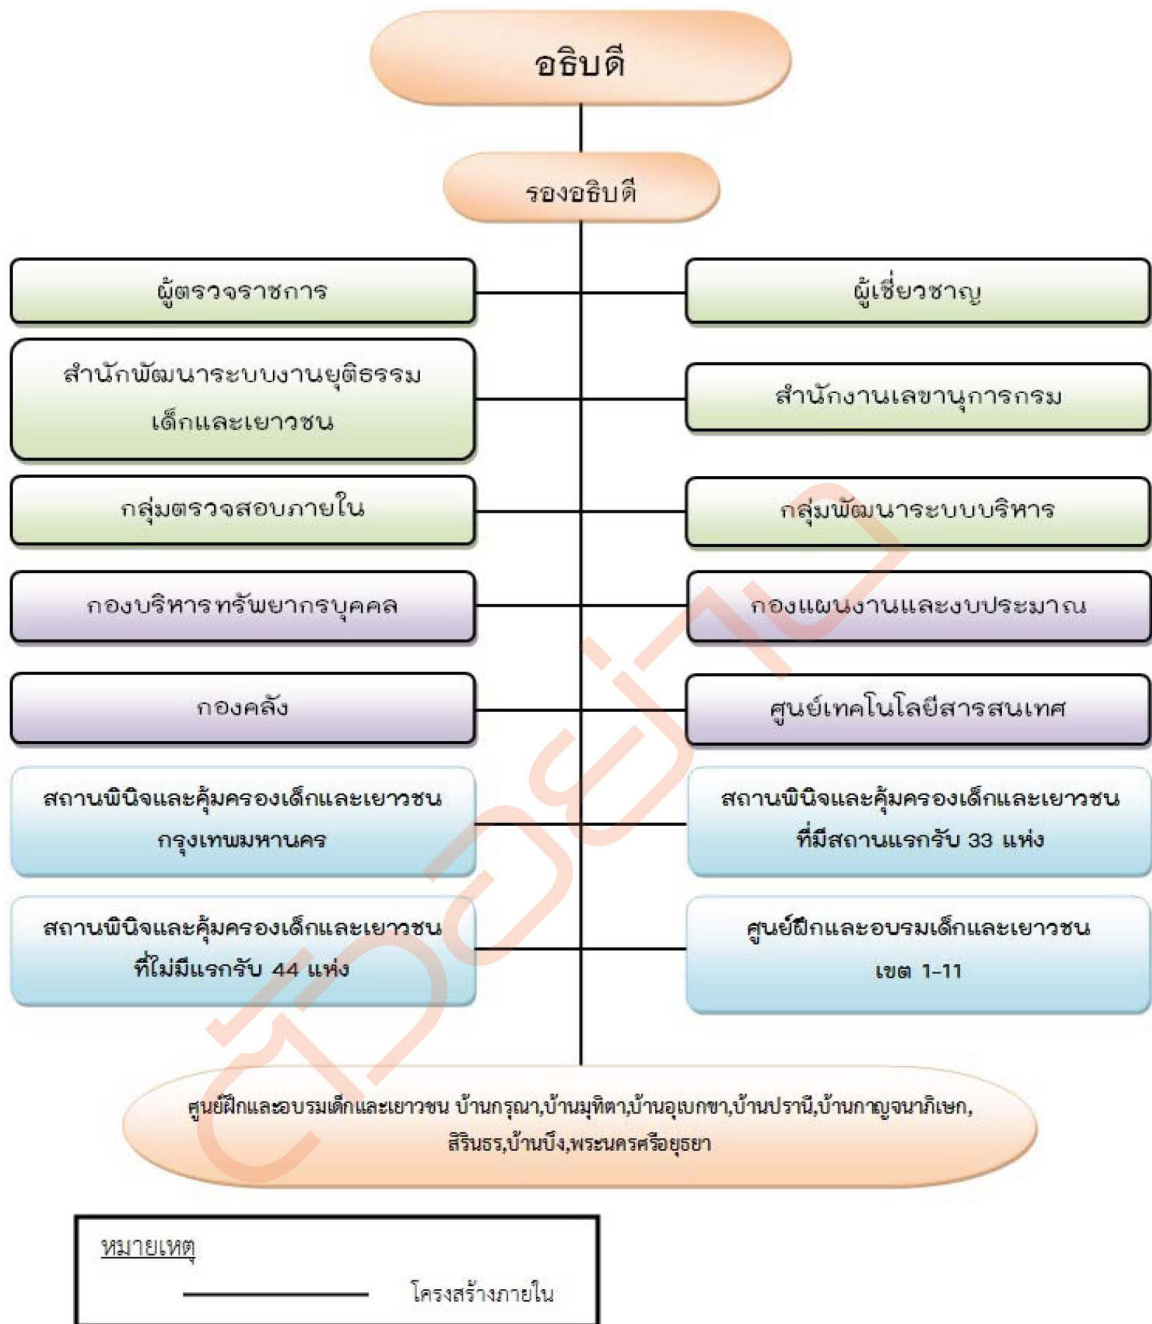 อธิบดี
รองอธิบดี
ผู้ตรวจราชการ
ผู้เชี่ยวชาญ
สำนักพัฒนาระบบงานยุติธรรม
เด็กและเยาวชน
สำนักงานเลขานุการกรม
กลุ่มตรวจสอบภายใน
กลุ่มพัฒนาระบบบริหาร
กองบริหารทรัพยากรบุคคล
กองแผนงานและงบประมาณ
กองคลัง
ศูนย์เทคโนโลยีสารสนเทศ
สถานพินิจและคุ้มครองเด็กและเยาวชน
กรุงเทพมหานคร
สถานพินิจและคุ้มครองเด็กและเยาวชน
ที่มีสถานแรกรับ 33 แห่ง
สถานพินิจและคุ้มครองเด็กและเยาวชน
ที่ไม่มีแรกรับ 44 แห่ง
ศูนย์ฝึกและอบรมเด็กและเยาวชน
เขต 1-11
ศูนย์ฝึกและอบรมเด็กและเยาวชน บ้านกรุณา,บ้านมุทิตา,บ้านอุเบกขา,บ้านปรานี,บ้านกาญจนาภิเษก,
สิรินธร,บ้านบึง,พระนครศรีอยุธยา
หมายเหตุ
โครงสร้างภายใน
ตัวอย่าง